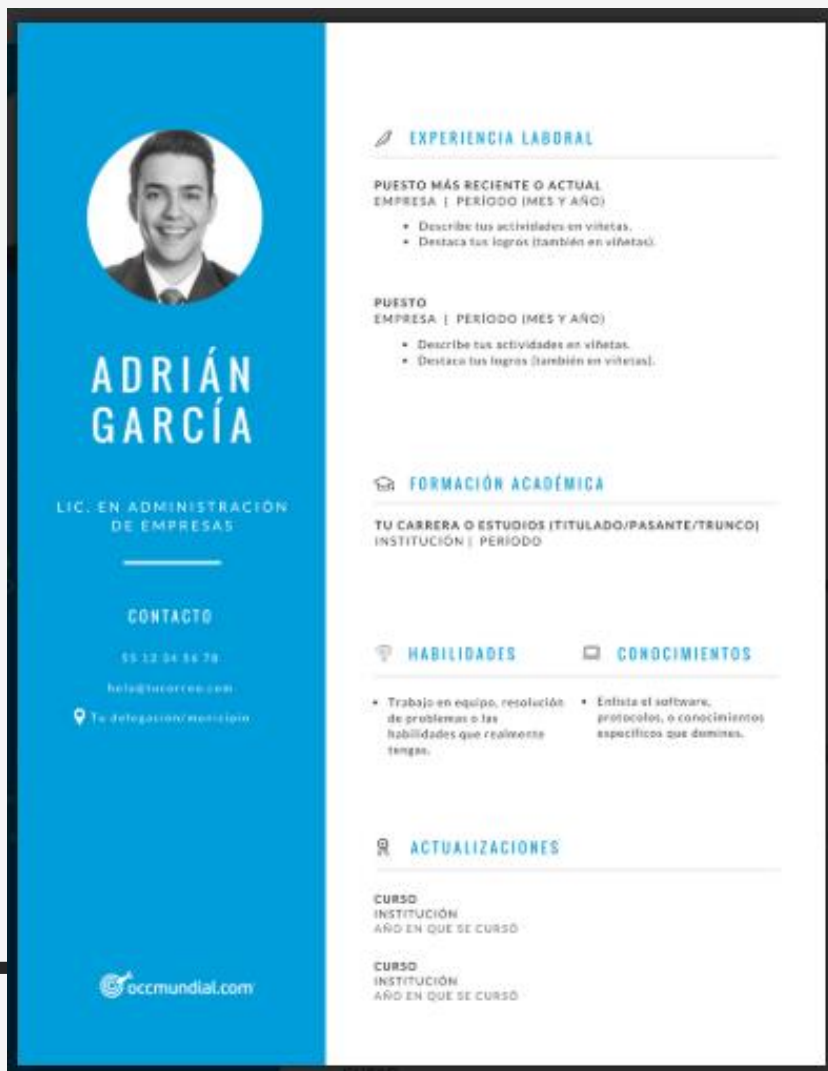 ADRIÁN
GARCÍA
LIC. EN ADMINISTRACIÓN
DE EMPRESAS
CONTACTO
55 12 34 56 78
hola@tucorreo.com
Tu delegación/municipio
occmundial.com
EXPERIENCIA LABORAL
PUESTO MÁS RECIENTE O ACTUAL
EMPRESA | PERÍODO (MES Y AÑO)
• Describe tus actividades en viñetas.
• Destaca tus logros (también en viñetas).
PUESTO
EMPRESA | PERÍODO (MES Y AÑO)
• Describe tus actividades en viñetas.
• Destaca tus logros (también en viñetas).
FORMACIÓN ACADÉMICA
TU CARRERA O ESTUDIOS (TITULADO/PASANTE/TRUNCO)
INSTITUCIÓN | PERÍODO
HABILIDADES
• Trabajo en equipo, resolución
de problemas o las
habilidades que realmente
tengas.
CONOCIMIENTOS
• Enlista el software,
protocolos, o conocimientos
específicos que domines.
ACTUALIZACIONES
CURSO
INSTITUCIÓN
AÑO EN QUE SE CURSÓ
CURSO
INSTITUCIÓN
AÑO EN QUE SE CURSÓ